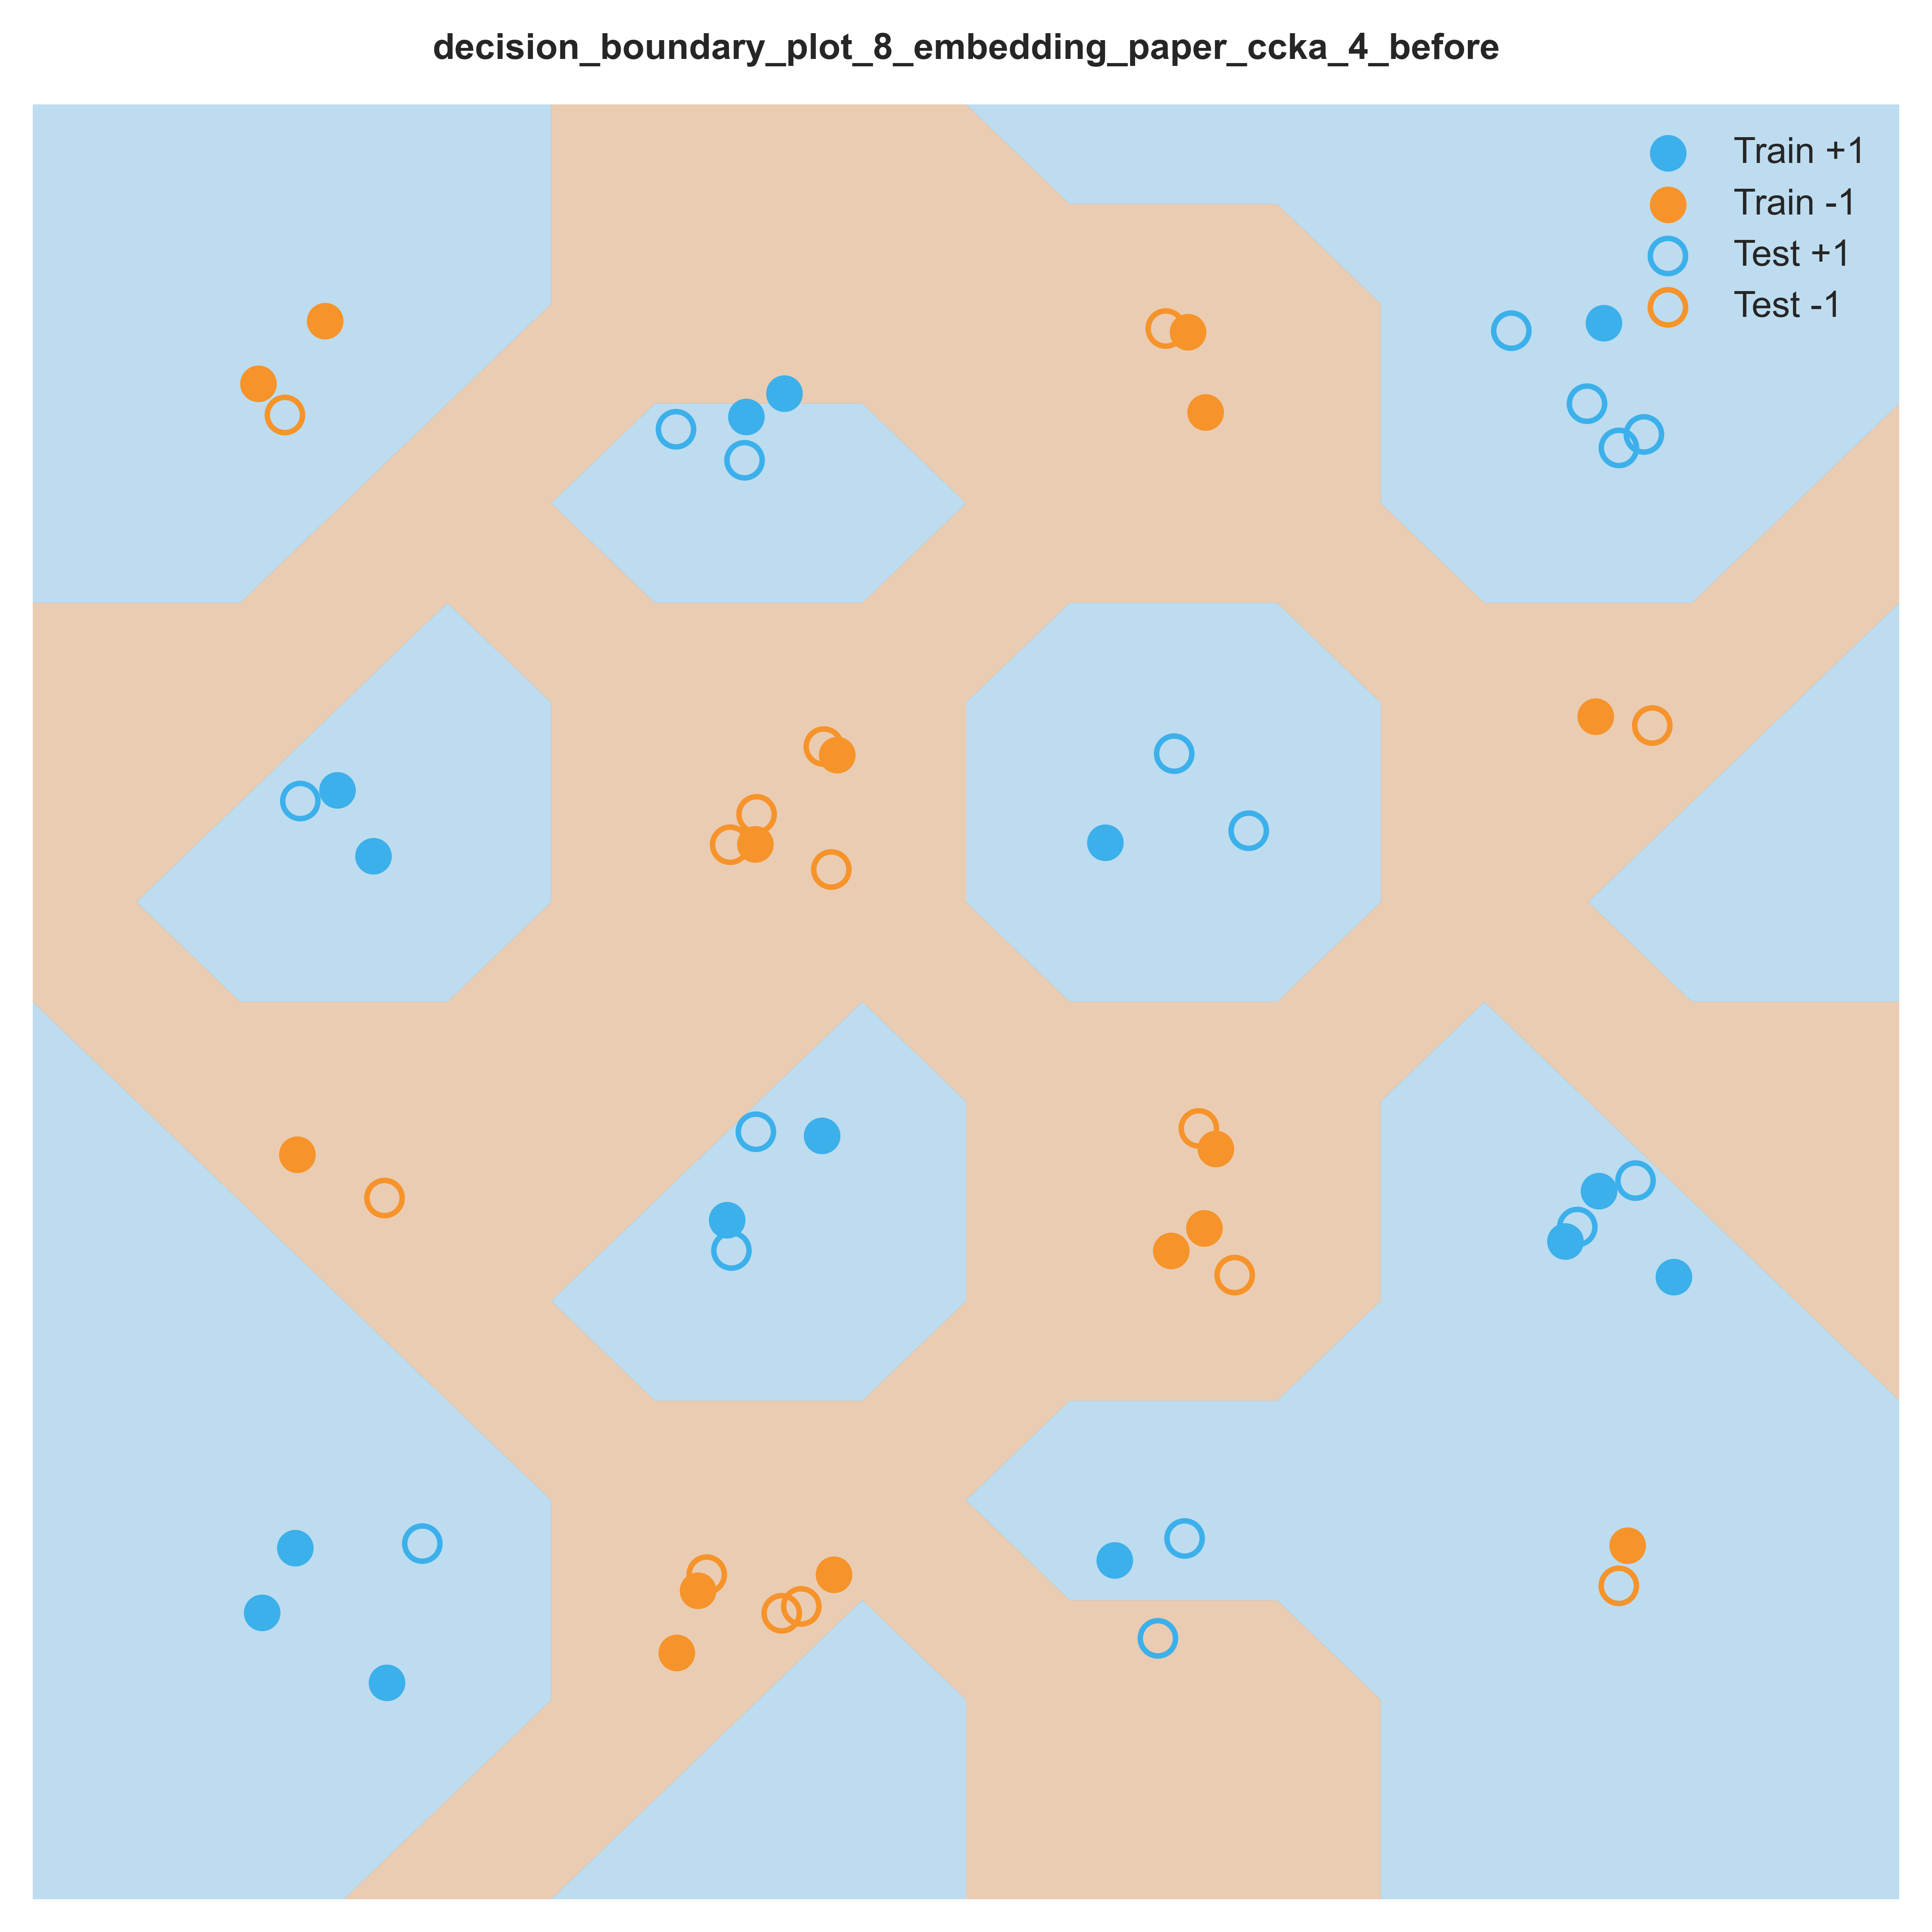 decision_boundary_plot_8_embedding_paper_ccka_4_before
Train +1
Train -1
Test +1
Test -1